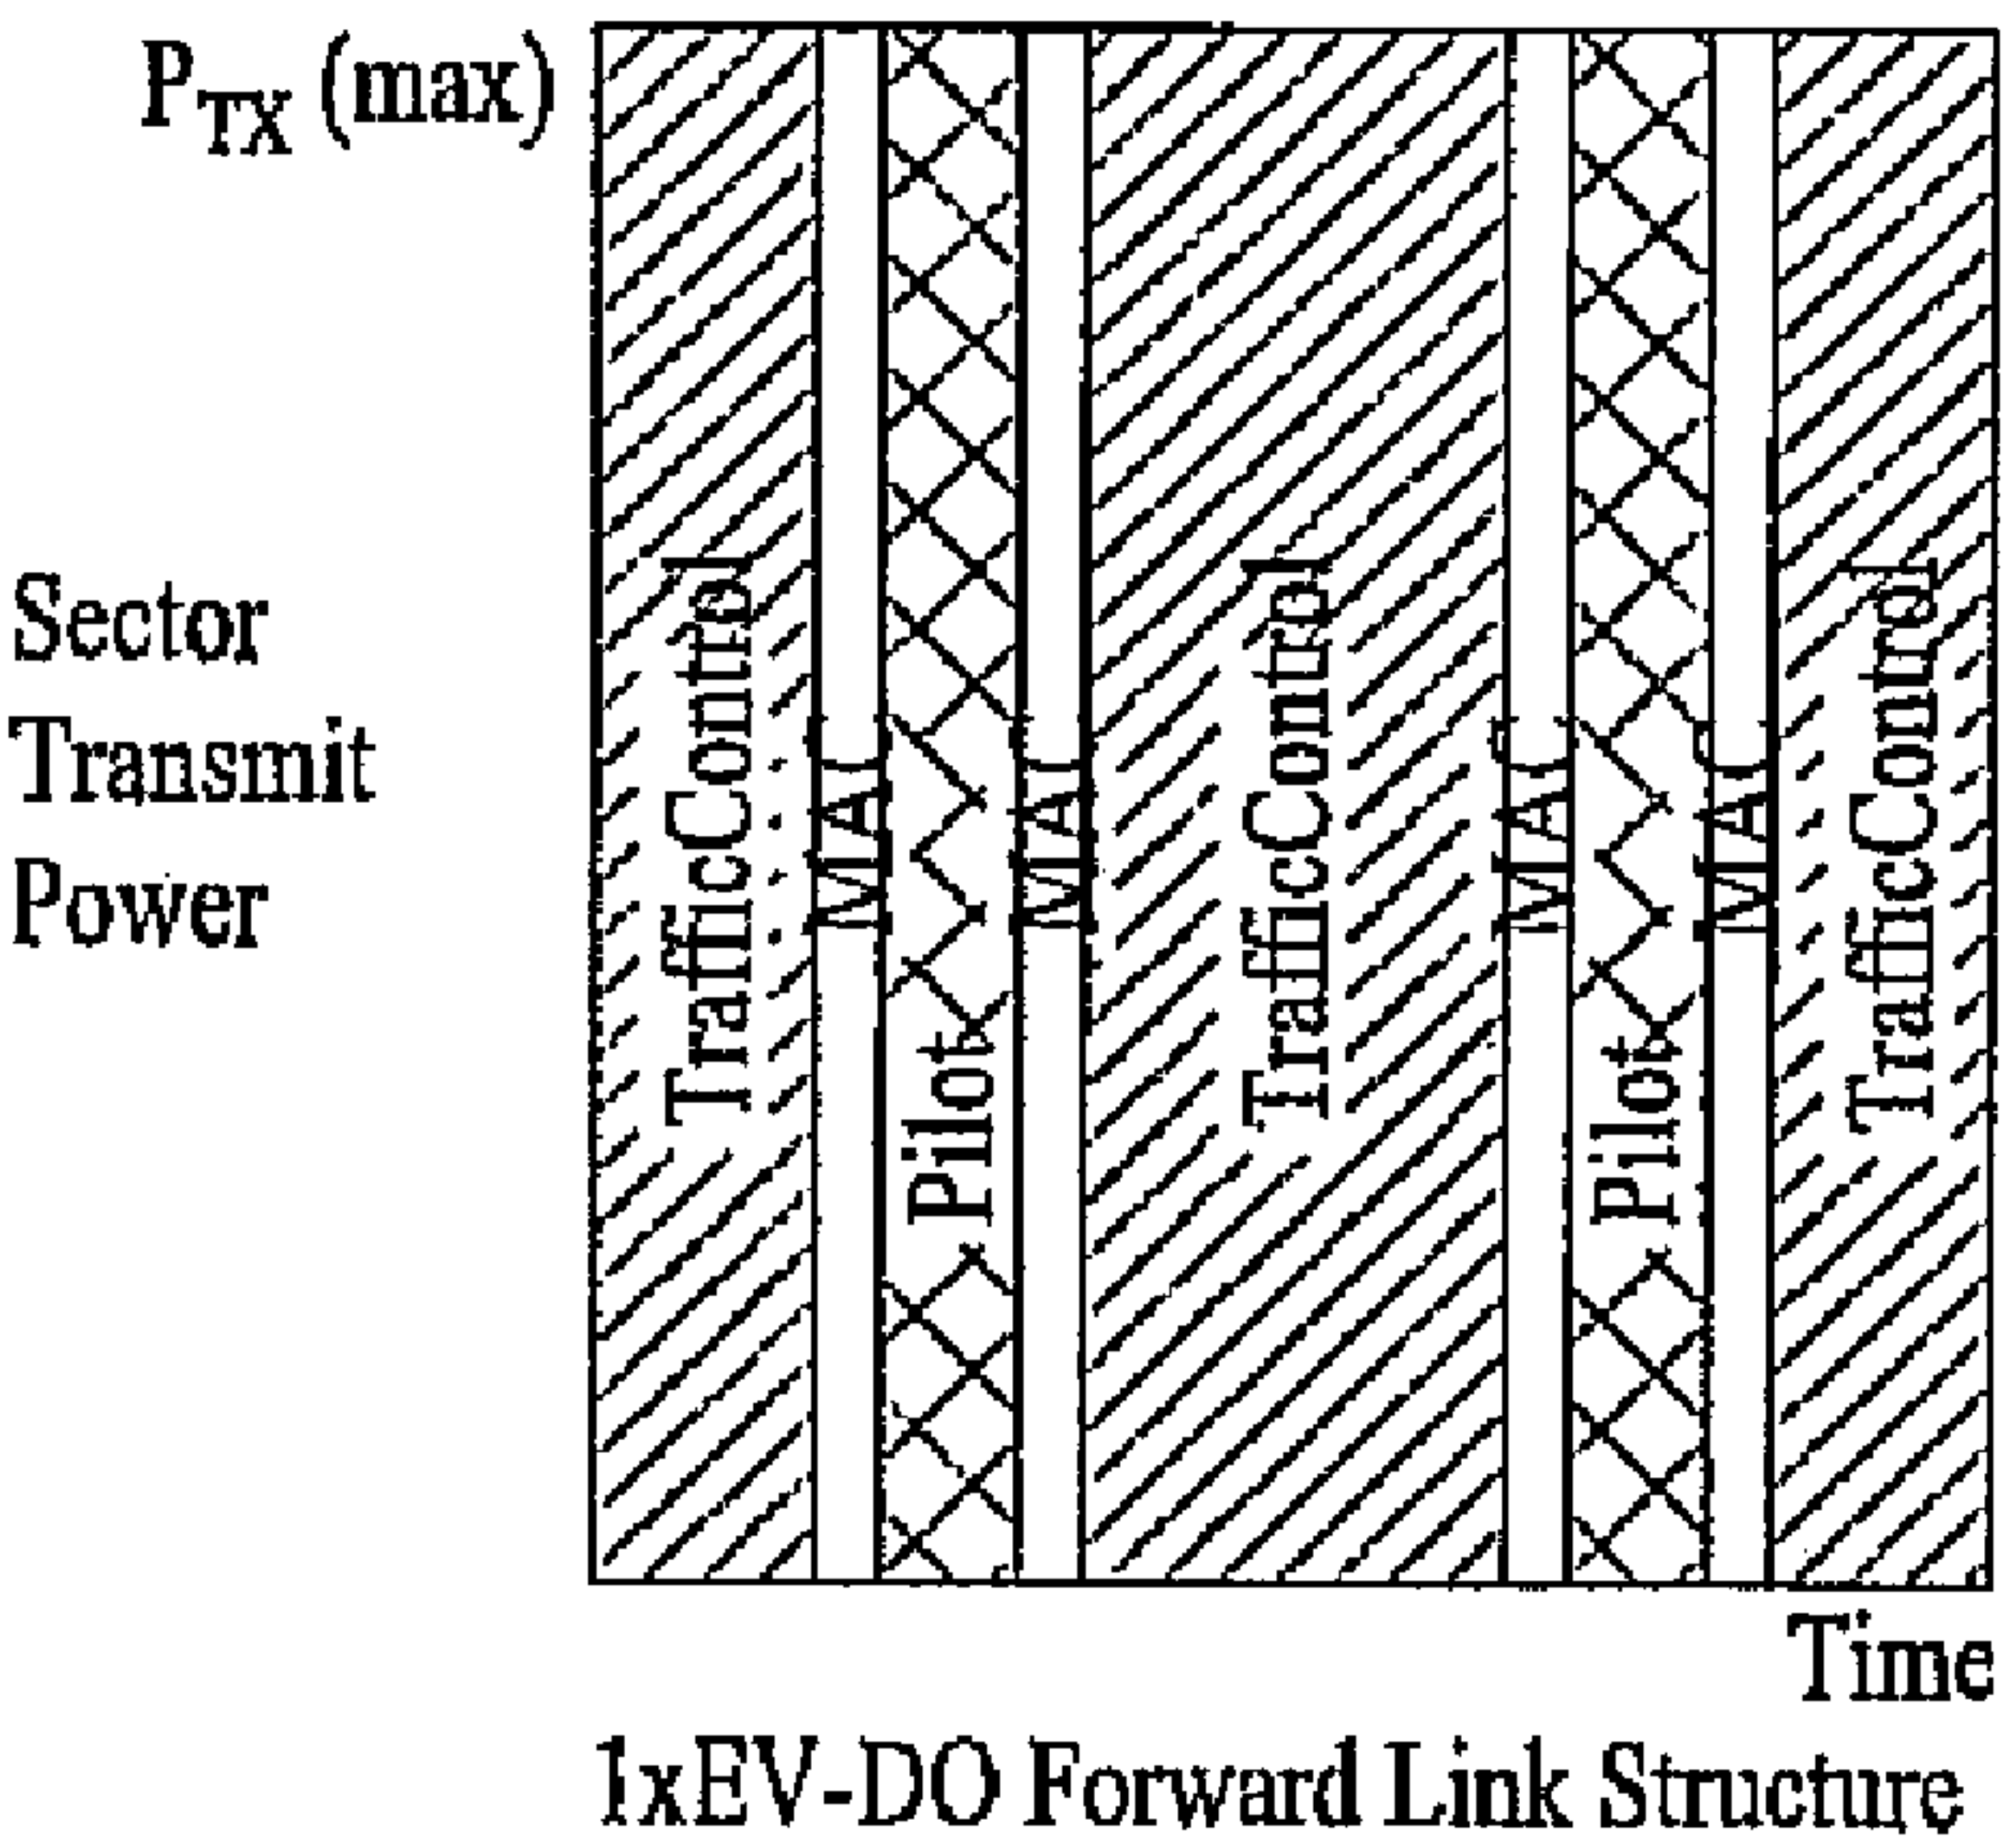 P_TX (max)
Sector
Transmit
Power
TrafficControl
MAC
Pilot
MAC
TrafficControl
MAC
Pilot
MAC
TrafficControl
Time
1xEV-DO Forward Link Structure